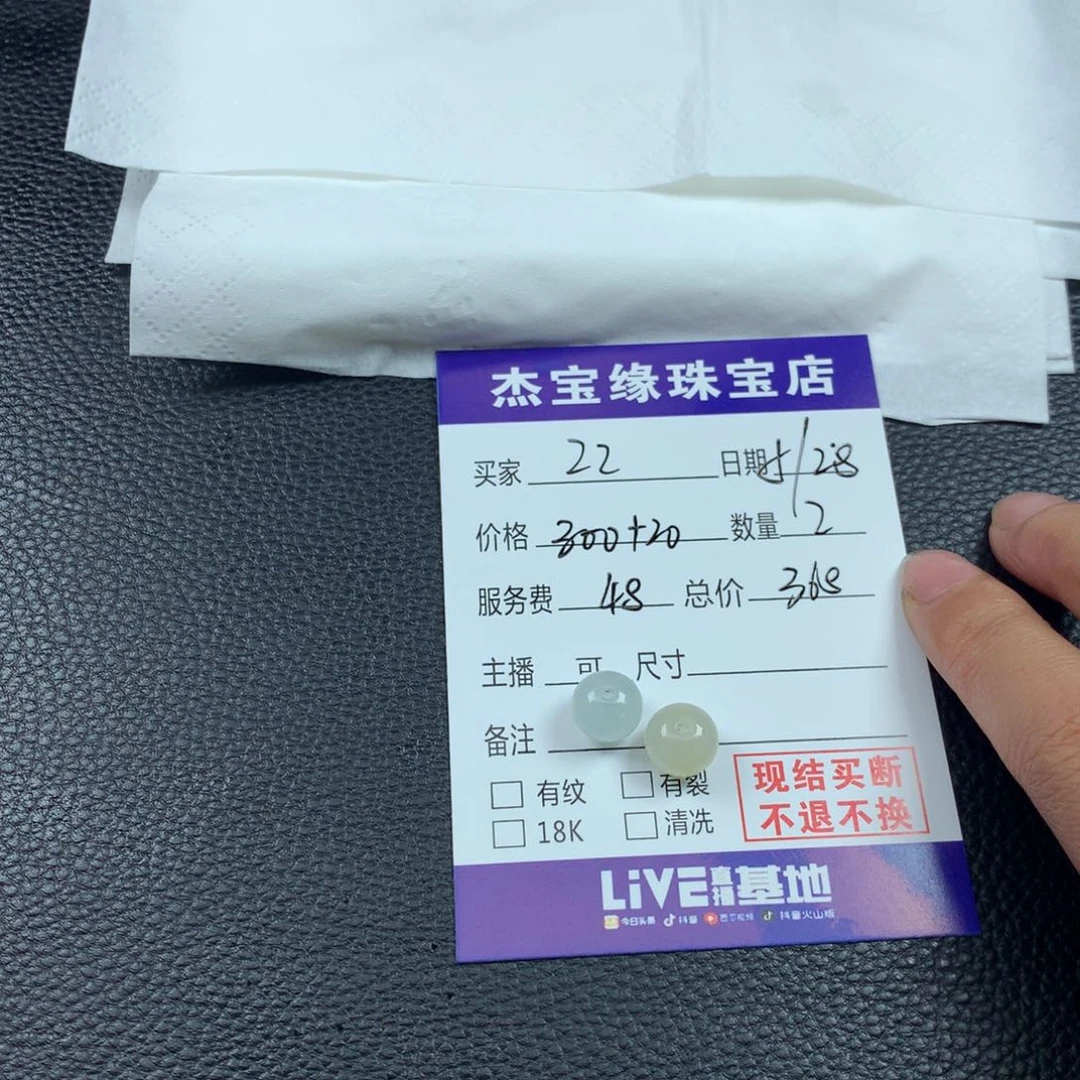 杰宝缘珠宝店
买家 22 日期 5/28
价格 300+20 数量 2
服务费 48 总价 368
主播 可 尺寸
备注
有纹 有裂
18K 清洗
现结买断
不退不换
LiVE直播基地
今日头条 抖音 西瓜视频 抖音火山版